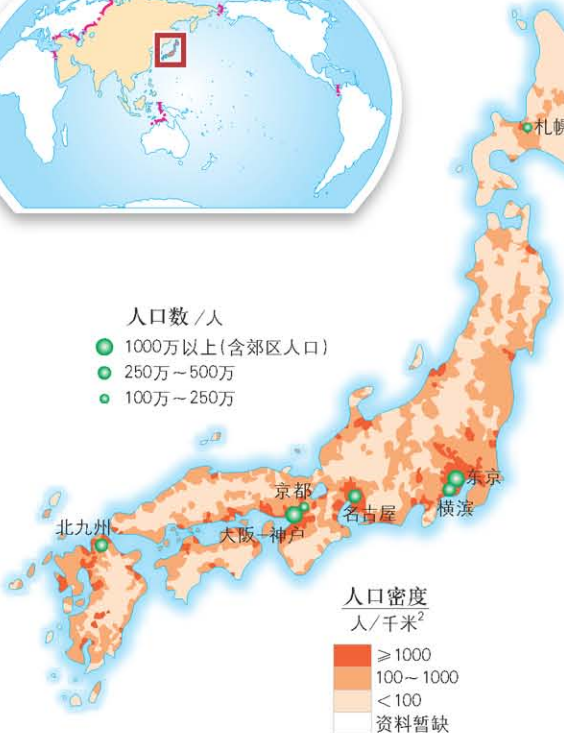 札幌
人口数/人
1000万以上(含郊区人口)
250万~500万
100万~250万
东京
京都
横滨
名古屋
大阪-神户
北九州
人口密度
人/千米²
≥1000
100~1000
<100
资料暂缺